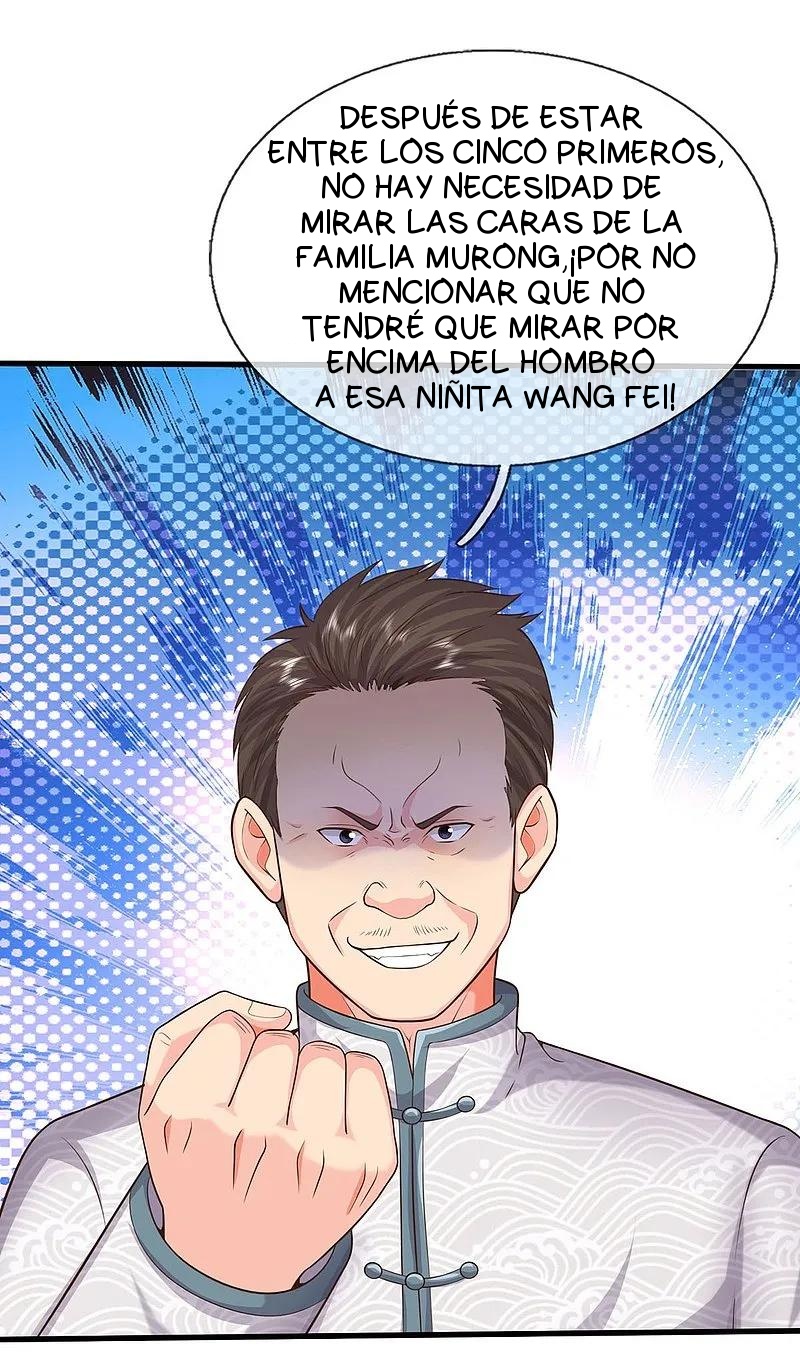 DESPUÉS DE ESTAR
ENTRE LOS CINCO PRIMEROS,
NO HAY NECESIDAD DE
MIRAR LAS CARAS DE LA
FAMILIA MURONG,¡POR NO
MENCIONAR QUE NO
TENDRÉ QUE MIRAR POR
ENCIMA DEL HOMBRO
A ESA NIÑITA WANG FEI!